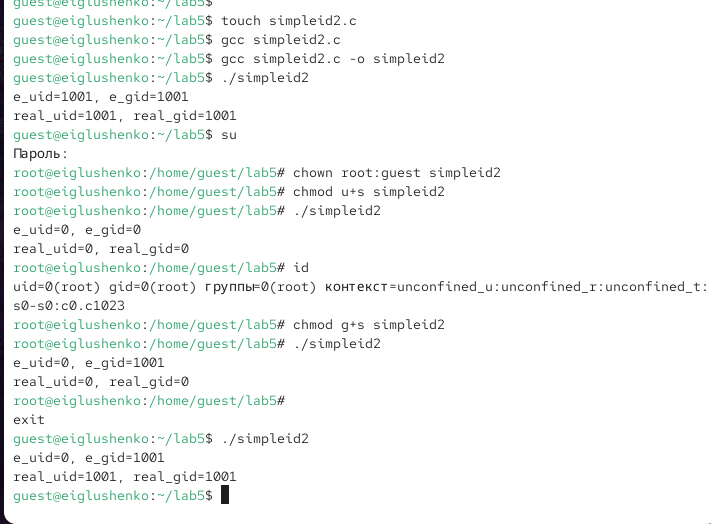 guest@eiglushenko:~/lab5$
guest@eiglushenko:~/lab5$ touch simpleid2.c
guest@eiglushenko:~/lab5$ gcc simpleid2.c
guest@eiglushenko:~/lab5$ gcc simpleid2.c -o simpleid2
guest@eiglushenko:~/lab5$ ./simpleid2
e_uid=1001, e_gid=1001
real_uid=1001, real_gid=1001
guest@eiglushenko:~/lab5$ su
Пароль:
root@eiglushenko:/home/guest/lab5# chown root:guest simpleid2
root@eiglushenko:/home/guest/lab5# chmod u+s simpleid2
root@eiglushenko:/home/guest/lab5# ./simpleid2
e_uid=0, e_gid=0
real_uid=0, real_gid=0
root@eiglushenko:/home/guest/lab5# id
uid=0(root) gid=0(root) группы=0(root) контекст=unconfined_u:unconfined_r:unconfined_t:
s0-s0:c0.c1023
root@eiglushenko:/home/guest/lab5# chmod g+s simpleid2
root@eiglushenko:/home/guest/lab5# ./simpleid2
e_uid=0, e_gid=1001
real_uid=0, real_gid=0
root@eiglushenko:/home/guest/lab5#
exit
guest@eiglushenko:~/lab5$ ./simpleid2
e_uid=0, e_gid=1001
real_uid=1001, real_gid=1001
guest@eiglushenko:~/lab5$